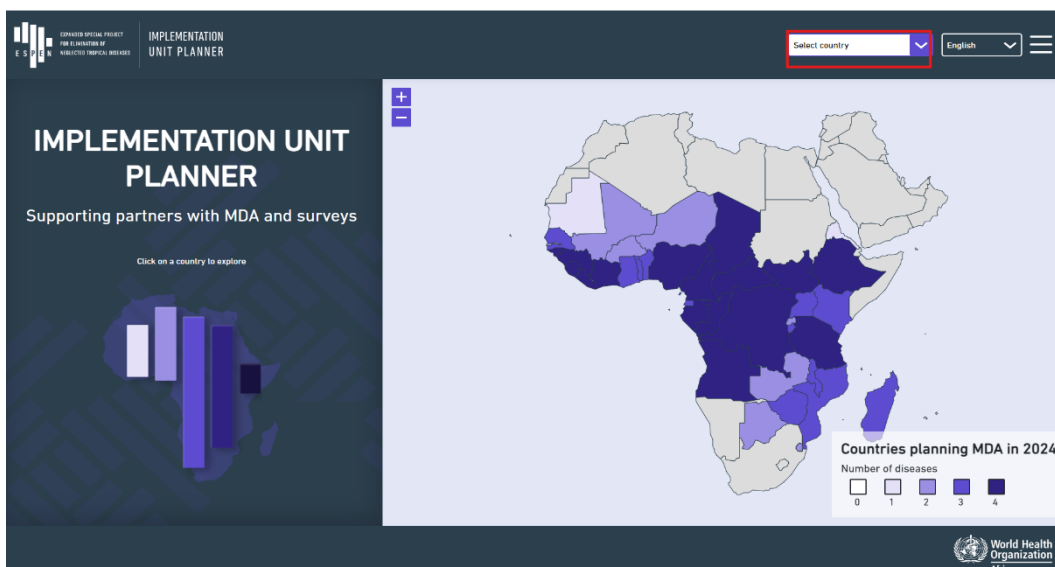 EXPANDED SPECIAL PROJECT
FOR ELIMINATION OF
NEGLECTED TROPICAL DISEASES
E S P E N
IMPLEMENTATION
UNIT PLANNER
Select country
English
IMPLEMENTATION UNIT
PLANNER
Supporting partners with MDA and surveys
Click on a country to explore
+
−
Countries planning MDA in 2024
Number of diseases
0 1 2 3 4
World Health
Organization